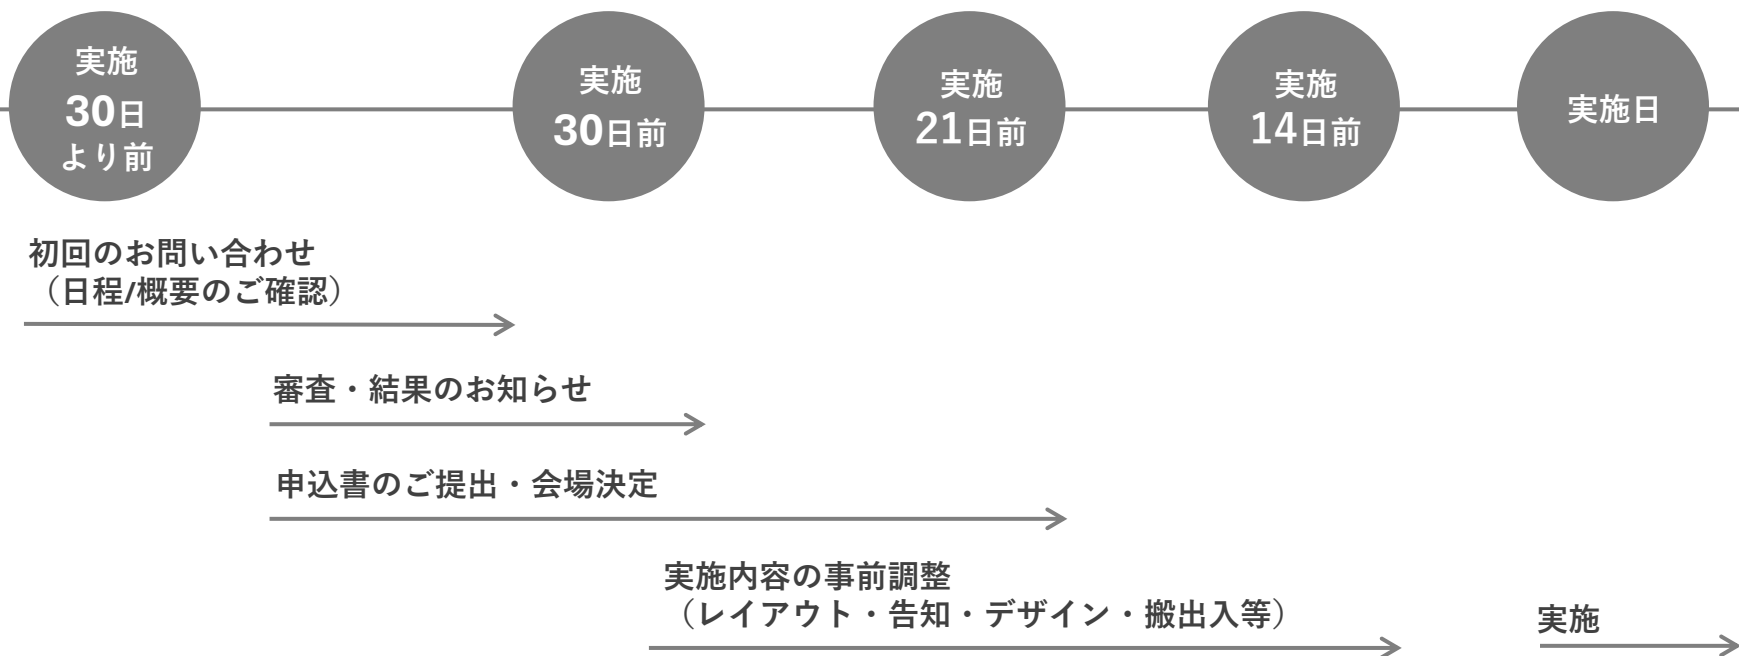 実施
30日
より前
実施
30日前
実施
21日前
実施
14日前
実施日
初回のお問い合わせ
（日程/概要のご確認）
審査・結果のお知らせ
申込書のご提出・会場決定
実施内容の事前調整
（レイアウト・告知・デザイン・搬出入等）
実施